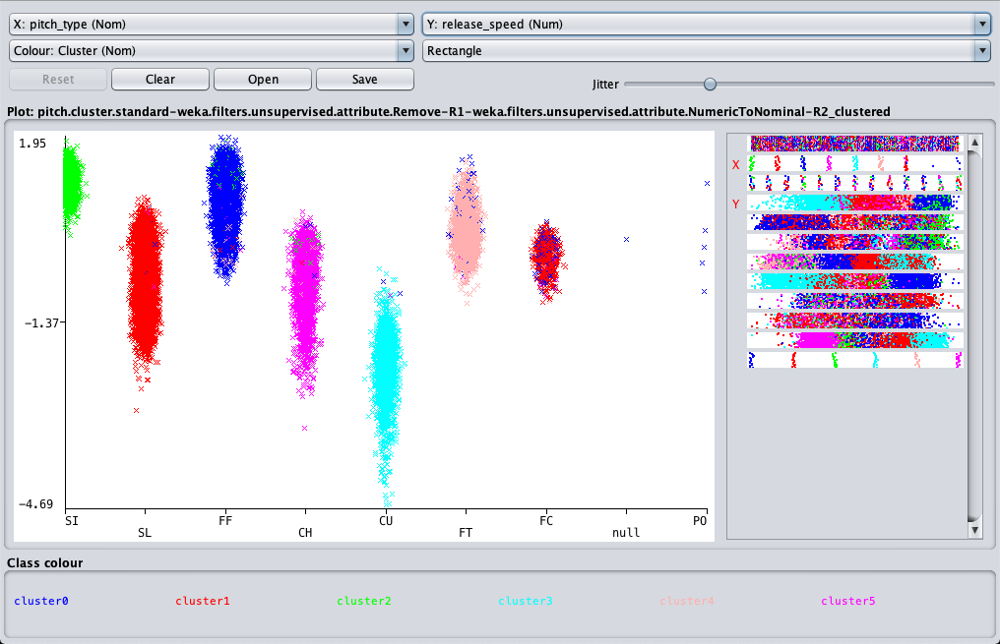 X: pitch_type (Nom) Y: release_speed (Num)
Colour: Cluster (Nom) Rectangle
Reset Clear Open Save Jitter
Plot: pitch.cluster.standard-weka.filters.unsupervised.attribute.Remove-R1-weka.filters.unsupervised.attribute.NumericToNominal-R2_clustered
1.95
X
Y
-1.37
-4.69
SI FF CU FC PO
SL CH FT null
Class colour
cluster0 cluster1 cluster2 cluster3 cluster4 cluster5